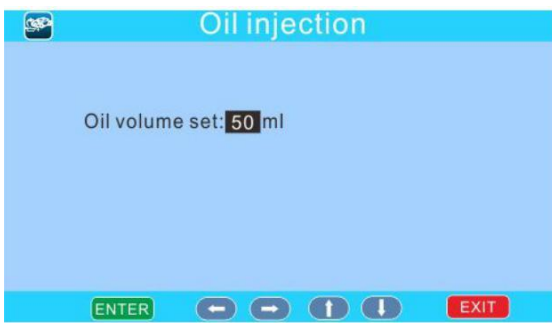 Oil injection
Oil volume set: 50 ml
ENTER ← → ↑ ↓ EXIT